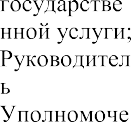 государстве
нной услуги;
Руководител
ь
Уполномоче